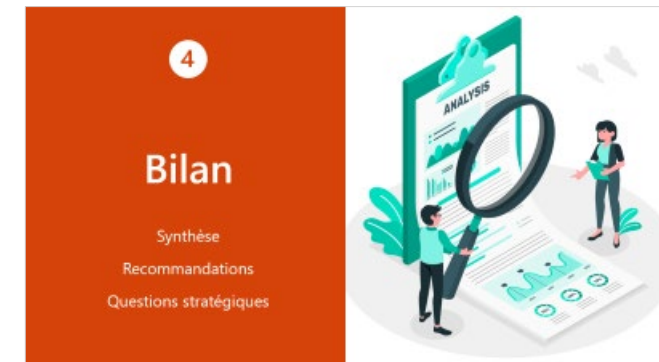 4
Bilan
Synthèse
Recommandations
Questions stratégiques
ANALYSIS